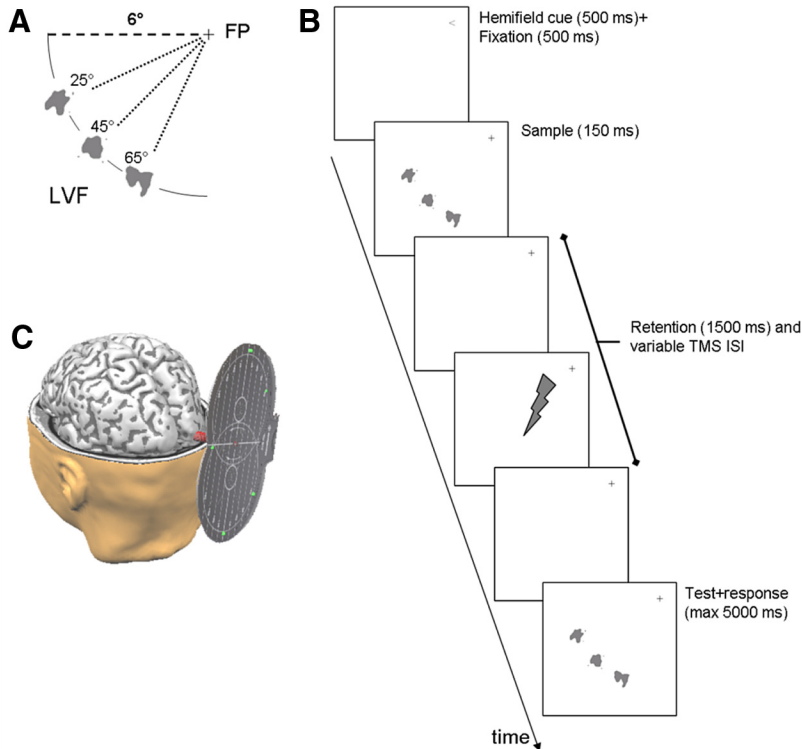 A
6°
FP
25°
45°
65°
LVF
B
<
Hemifield cue (500 ms)+
Fixation (500 ms)
+
Sample (150 ms)
+
+
Retention (1500 ms) and
variable TMS ISI
+
+
Test+response
(max 5000 ms)
time
C